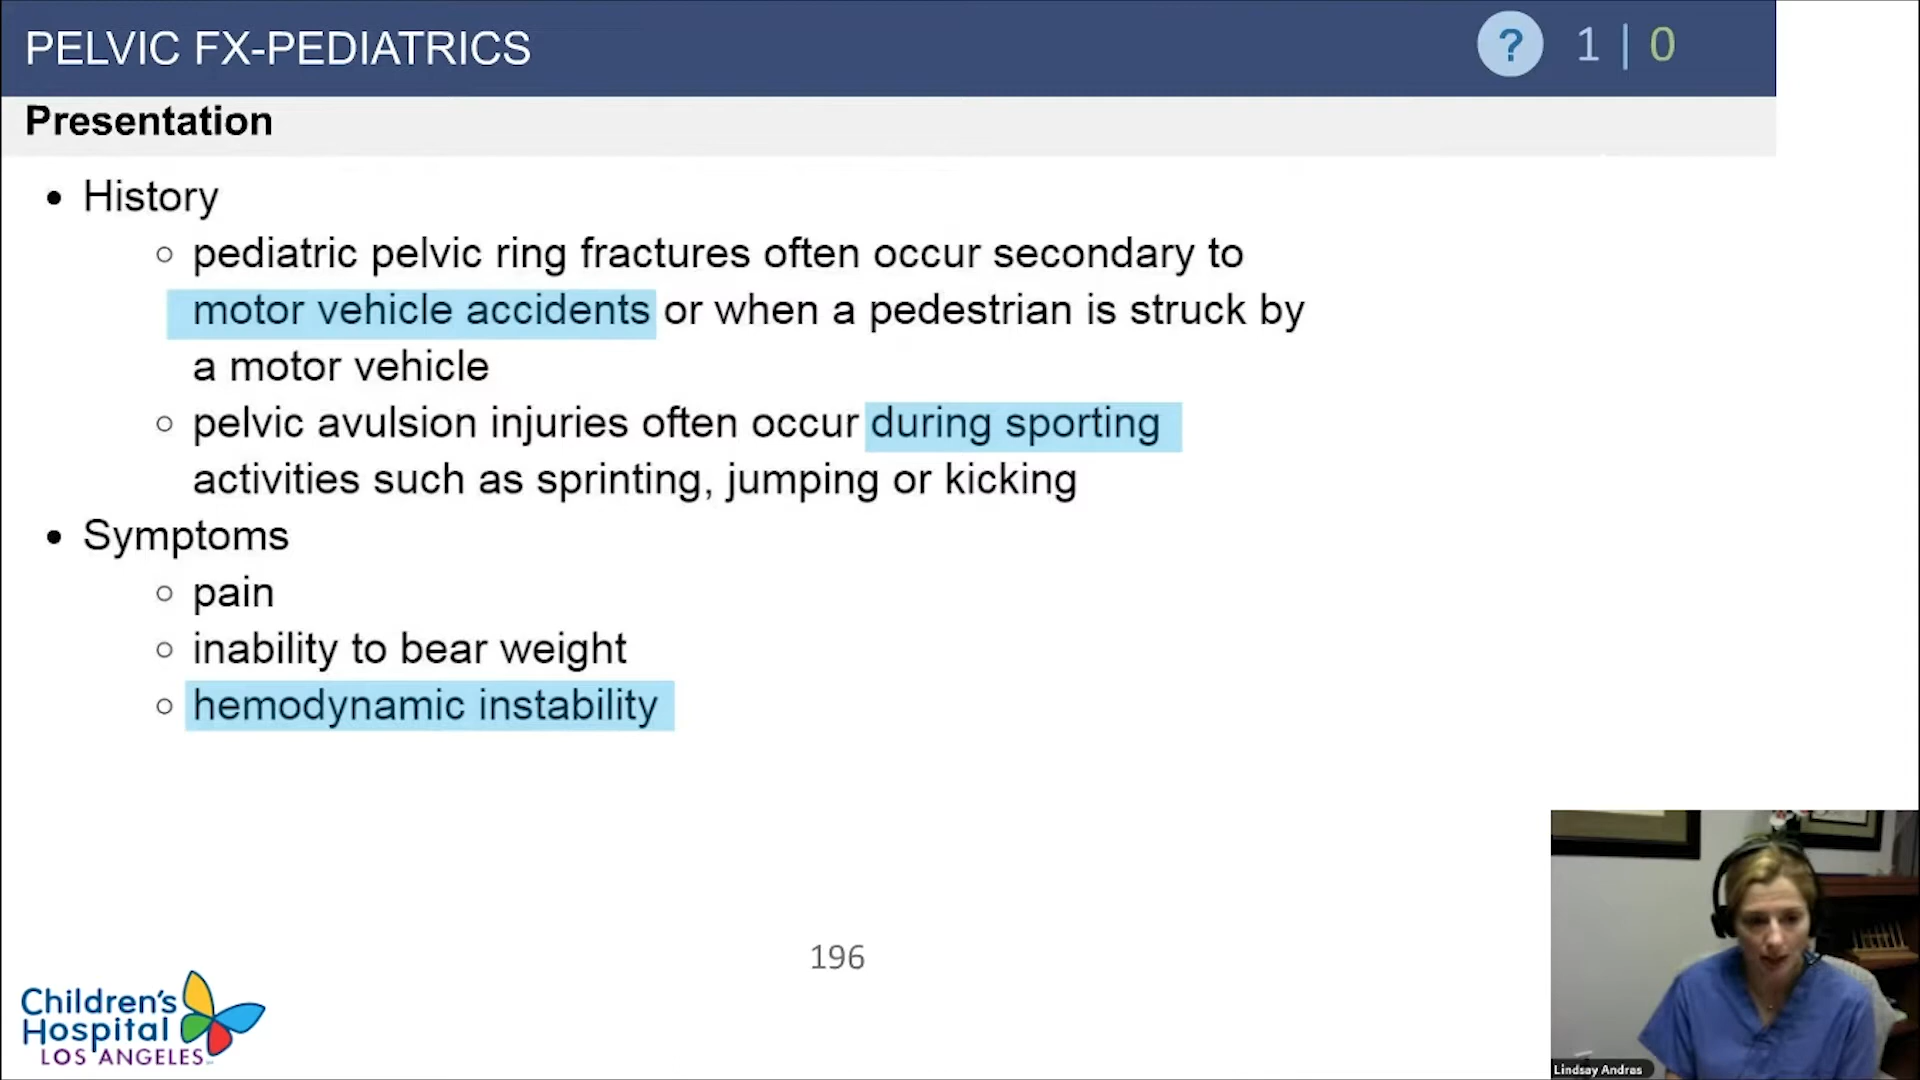 PELVIC FX-PEDIATRICS
? 1 | 0
Presentation
• History
○ pediatric pelvic ring fractures often occur secondary to
motor vehicle accidents or when a pedestrian is struck by
a motor vehicle
○ pelvic avulsion injuries often occur during sporting
activities such as sprinting, jumping or kicking
• Symptoms
○ pain
○ inability to bear weight
○ hemodynamic instability
196
Children's
Hospital
LOS ANGELES
Lindsay Andras